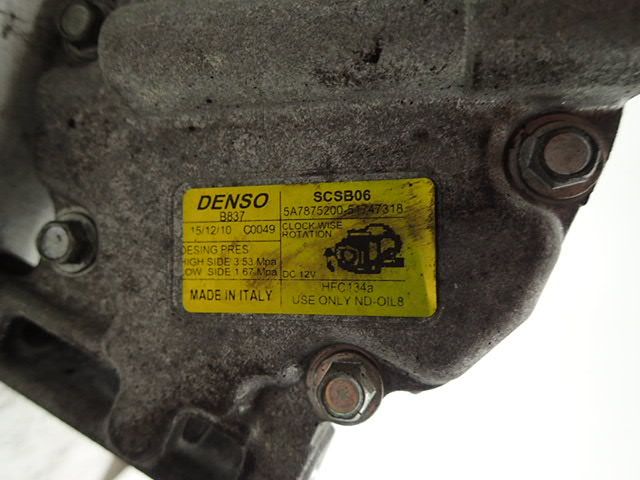 DENSO
B837
15/12/10 C0049
DESING PRES
HIGH SIDE 3.53 Mpa
LOW SIDE 1.67 Mpa
MADE IN ITALY
SCSB06
5A7875200-51747318
CLOCK WISE
ROTATION
DC 12V
HFC134a
USE ONLY ND-OIL8